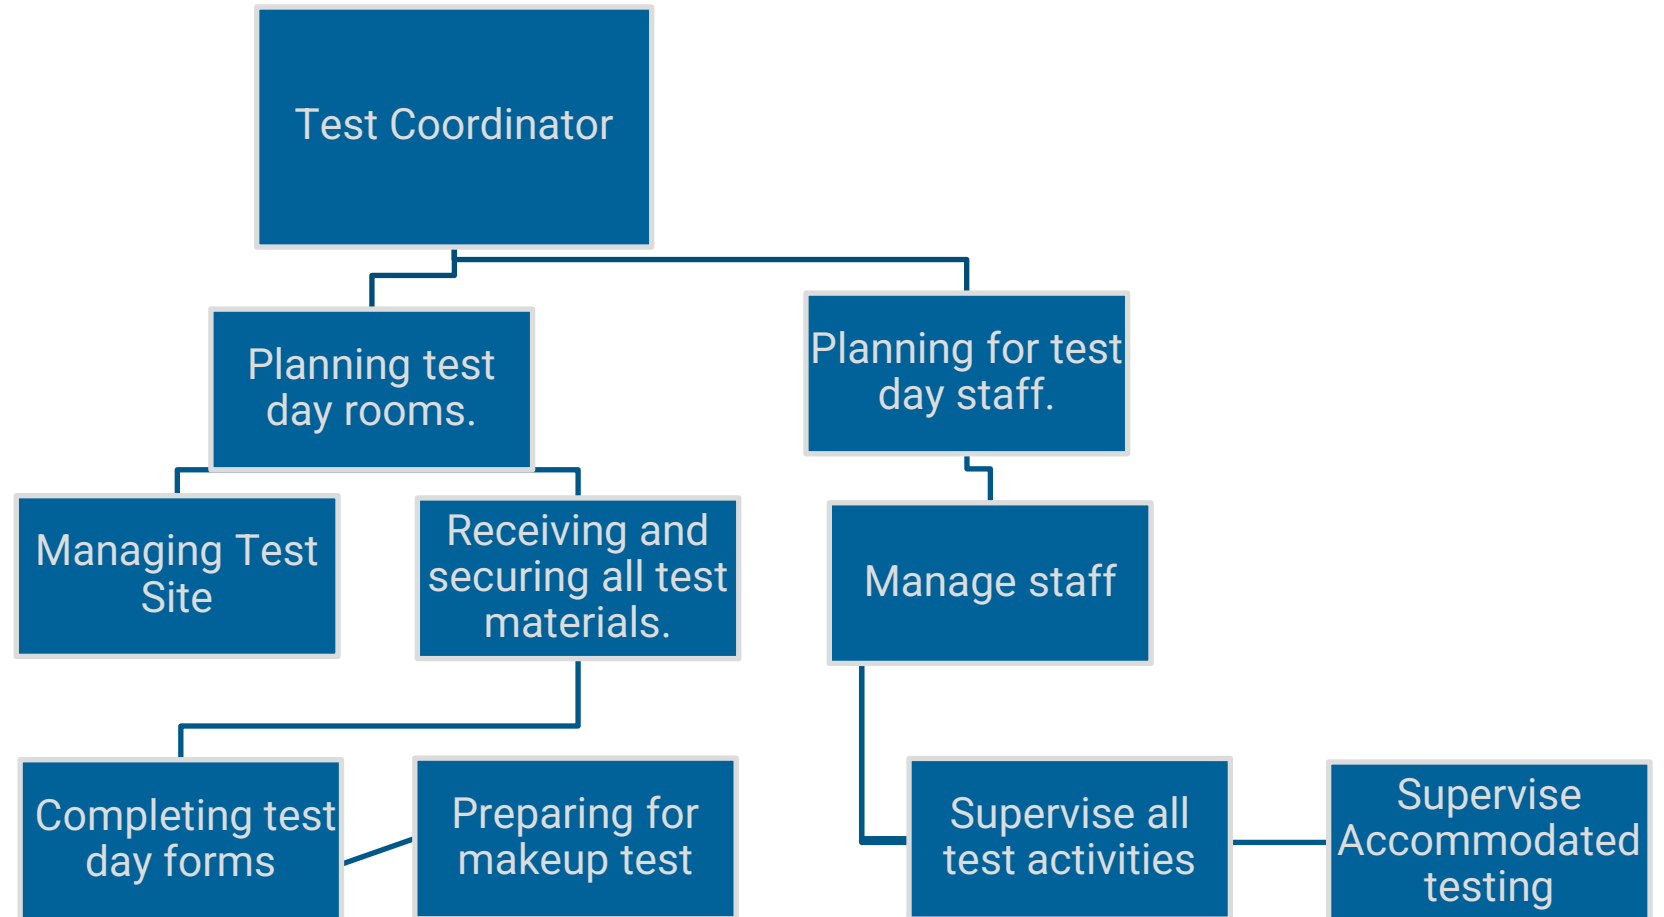 Test Coordinator
Planning test
day rooms.
Planning for test
day staff.
Managing Test
Site
Receiving and
securing all test
materials.
Manage staff
Completing test
day forms
Preparing for
makeup test
Supervise all
test activities
Supervise
Accommodated
testing